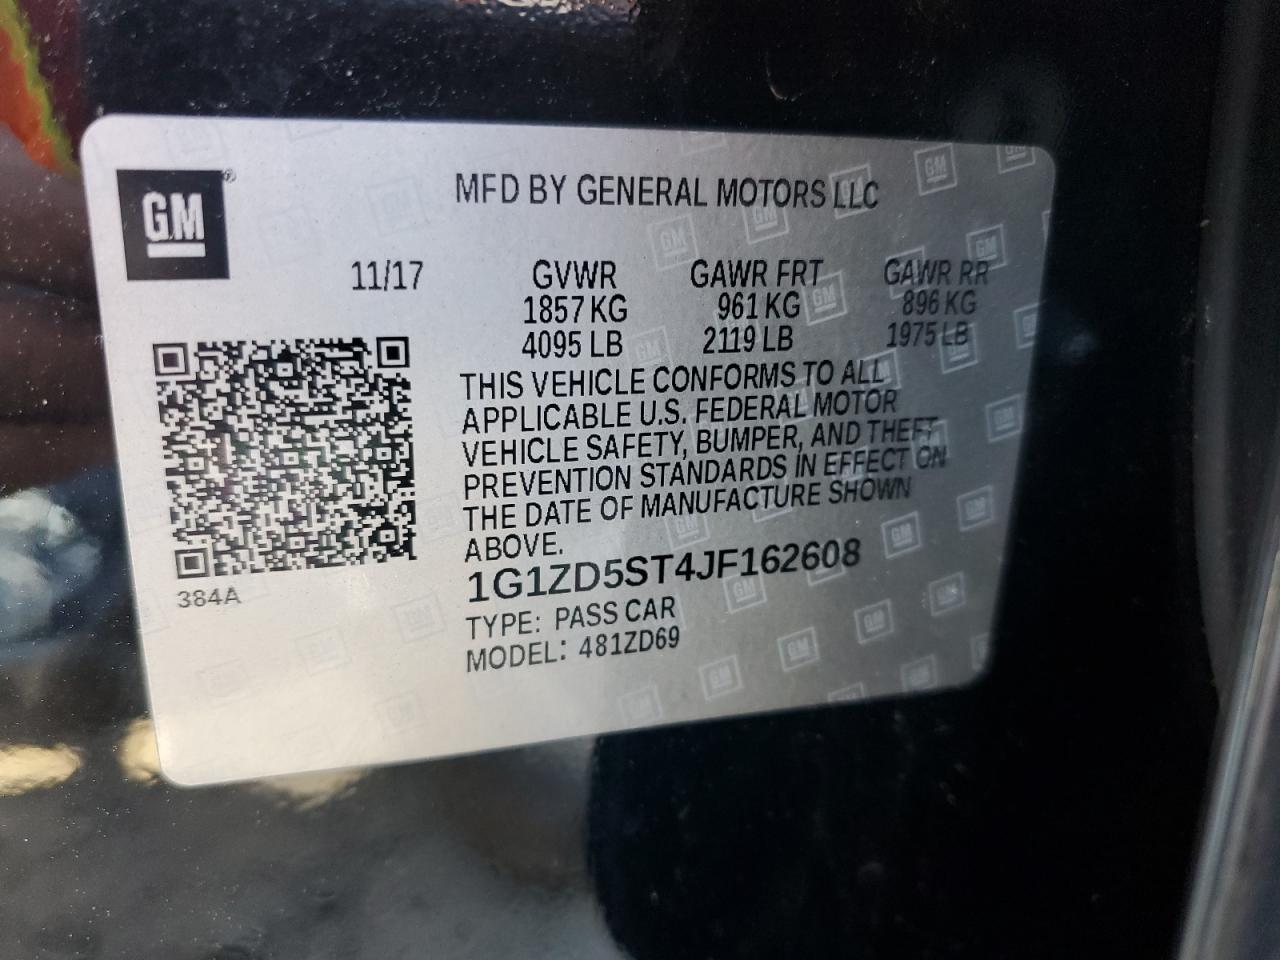 GM®
MFD BY GENERAL MOTORS LLC
11/17 GVWR GAWR FRT GAWR RR
1857 KG 961 KG 896 KG
4095 LB 2119 LB 1975 LB
THIS VEHICLE CONFORMS TO ALL
APPLICABLE U.S. FEDERAL MOTOR
VEHICLE SAFETY, BUMPER, AND THEFT
PREVENTION STANDARDS IN EFFECT ON
THE DATE OF MANUFACTURE SHOWN
ABOVE.
384A
1G1ZD5ST4JF162608
TYPE: PASS CAR
MODEL: 481ZD69